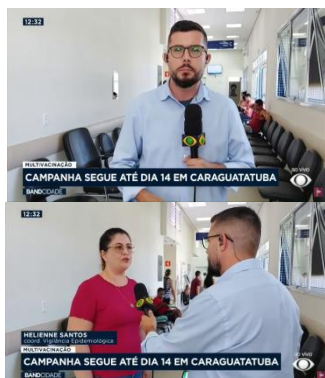 12:32
MULTIVACINAÇÃO
CAMPANHA SEGUE ATÉ DIA 14 EM CARAGUATATUBA
BANDCIDADE
AO VIVO
12:32
HELIENNE SANTOS
coord. Vigilância Epidemiológica
MULTIVACINAÇÃO
CAMPANHA SEGUE ATÉ DIA 14 EM CARAGUATATUBA
BANDCIDADE
AO VIVO